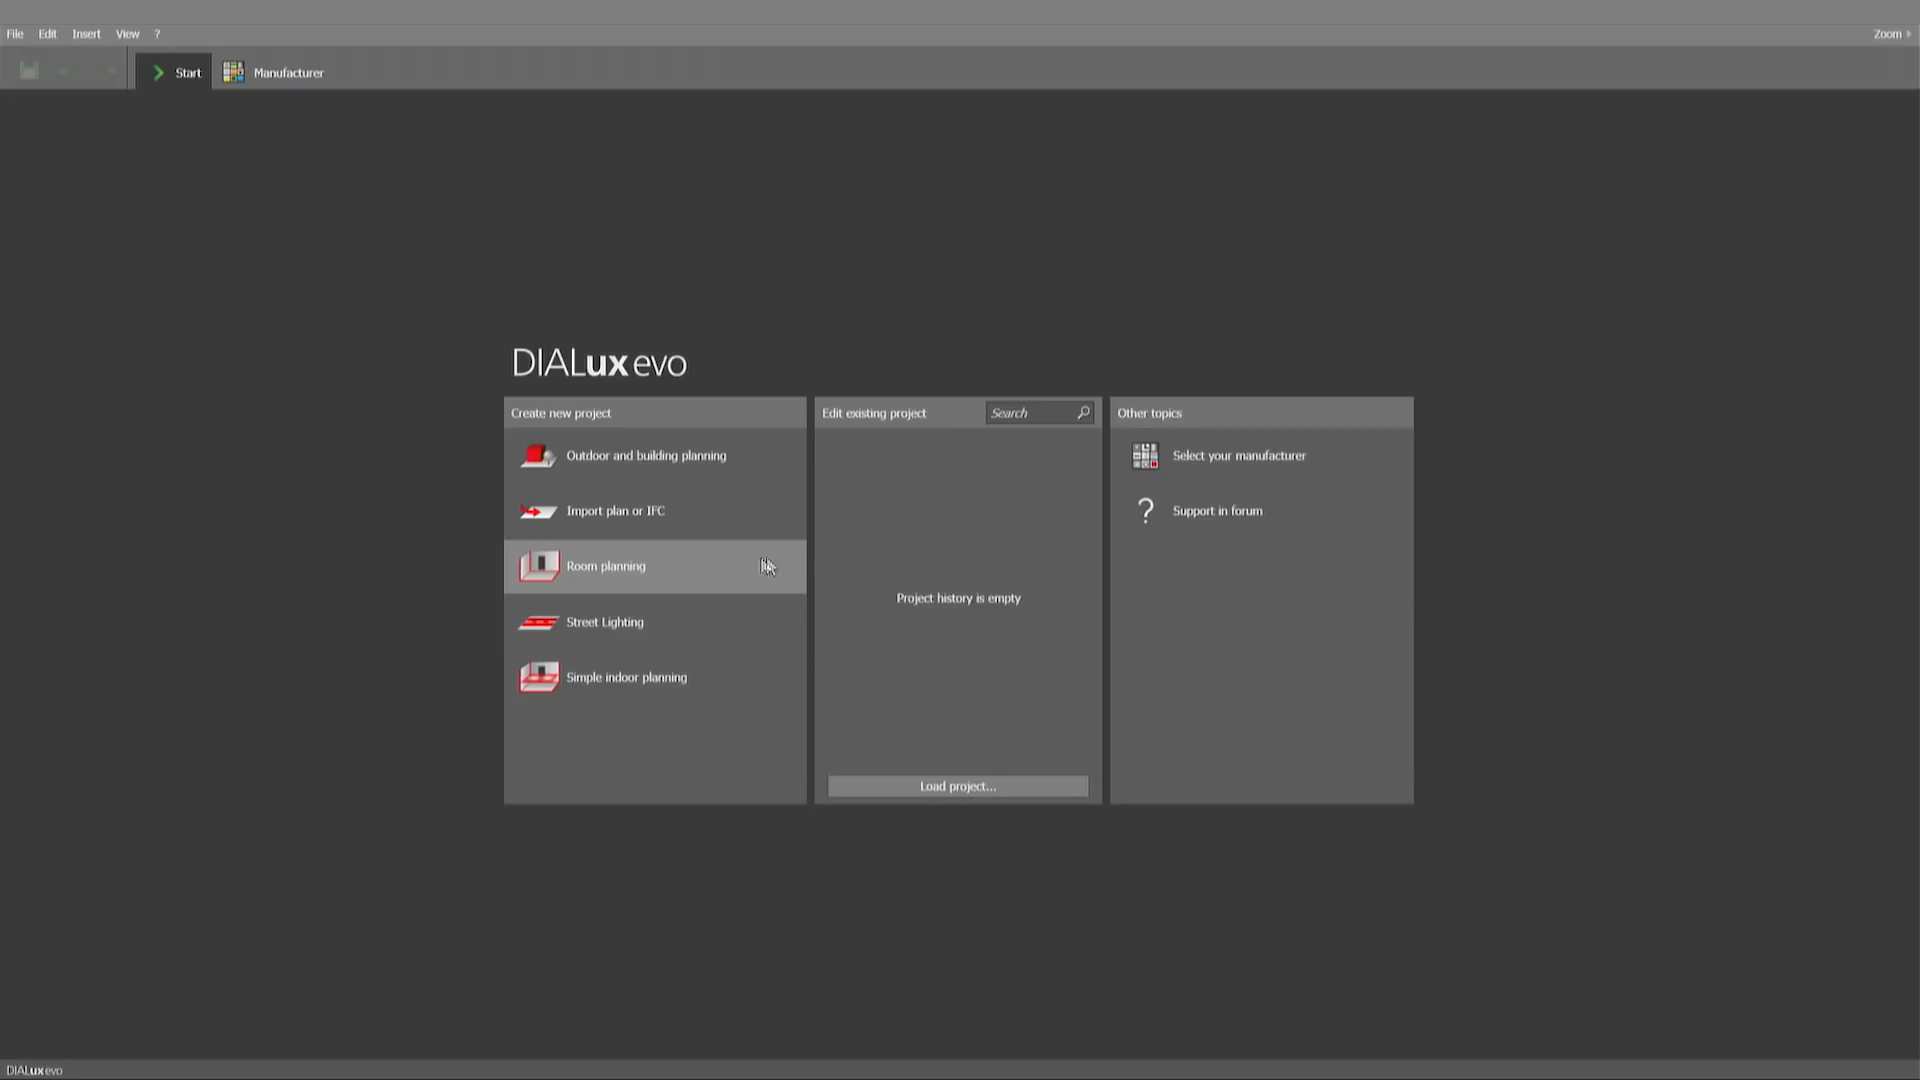 File Edit Insert View ? Zoom
Start Manufacturer
DIALux evo
Create new project
Outdoor and building planning
Import plan or IFC
Room planning
Street Lighting
Simple indoor planning
Edit existing project Search
Project history is empty
Load project...
Other topics
Select your manufacturer
? Support in forum
DIALux evo